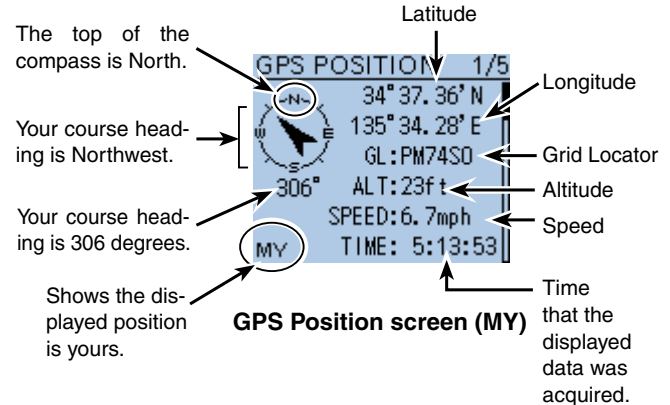 Latitude
The top of the
compass is North.
GPS POSITION 1/5
-N-
34°37.36'N
Longitude
W
E
135°34.28'E
Your course head-
ing is Northwest.
GL:PM74SO
Grid Locator
S
306°
ALT:23ft
Altitude
Your course head-
ing is 306 degrees.
SPEED:6.7mph
Speed
MY
TIME: 5:13:53
Shows the dis-
played position
is yours.
GPS Position screen (MY)
Time
that the
displayed
data was
acquired.